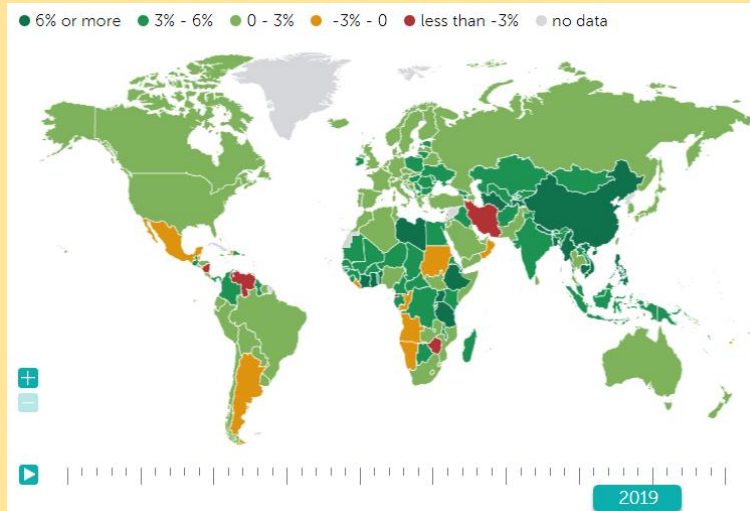 6% or more 3% - 6% 0 - 3% -3% - 0 less than -3% no data
2019